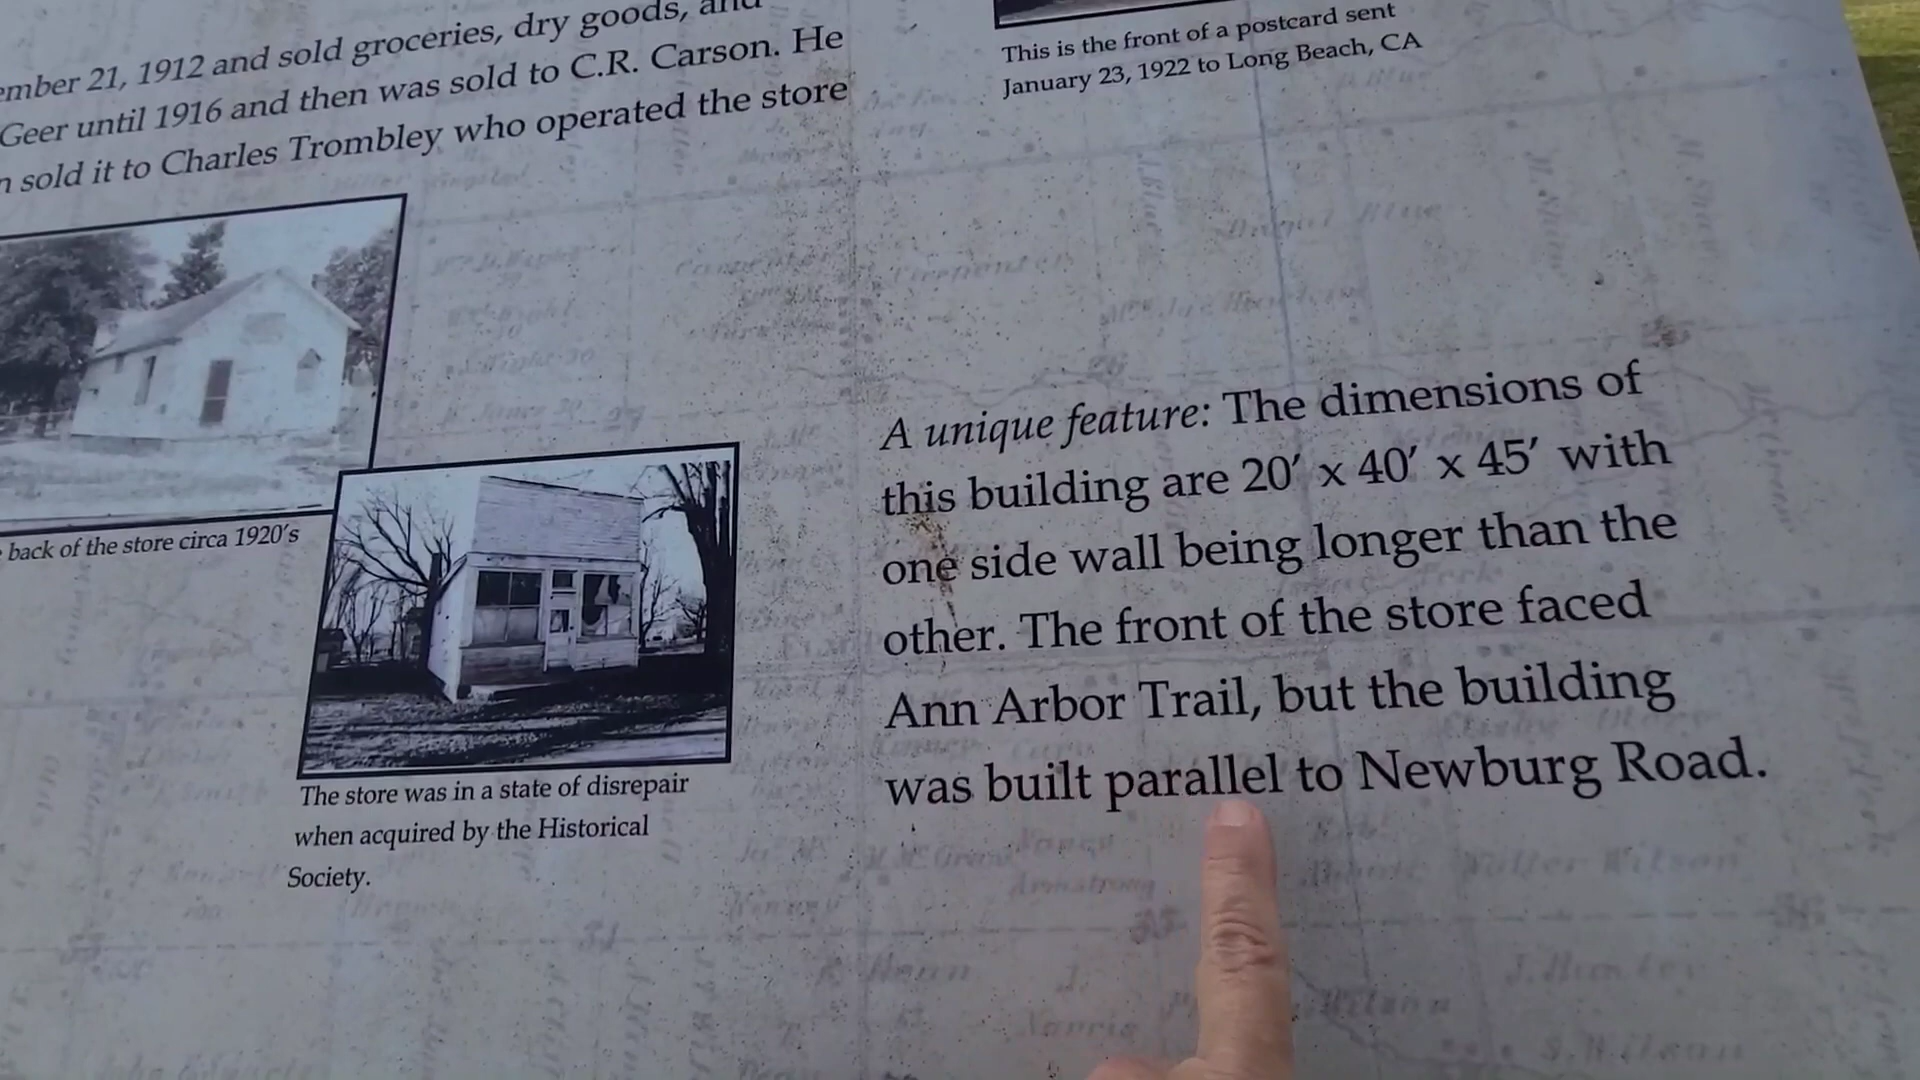 ember 21, 1912 and sold groceries, dry goods, and
Geer until 1916 and then was sold to C.R. Carson. He
n sold it to Charles Trombley who operated the store
This is the front of a postcard sent
January 23, 1922 to Long Beach, CA
back of the store circa 1920's
The store was in a state of disrepair
when acquired by the Historical
Society.
A unique feature: The dimensions of
this building are 20′ x 40′ x 45′ with
one side wall being longer than the
other. The front of the store faced
Ann Arbor Trail, but the building
was built parallel to Newburg Road.